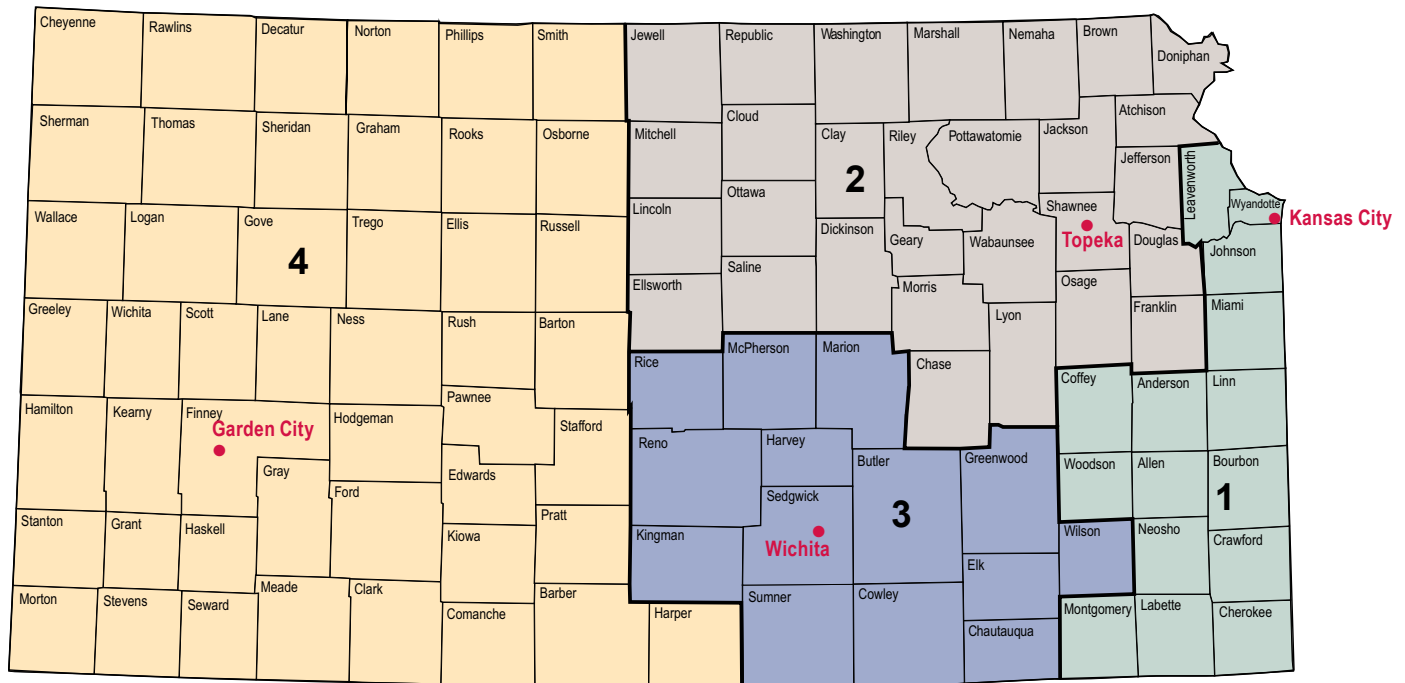 Cheyenne
Rawlins
Decatur
Norton
Phillips
Smith
Jewell
Republic
Washington
Marshall
Nemaha
Brown
Doniphan
Sherman
Thomas
Sheridan
Graham
Rooks
Osborne
Mitchell
Cloud
Clay
Riley
Pottawatomie
Jackson
Atchison
Jefferson
Leavenworth
Wyandotte
Kansas City
2
Wallace
Logan
Gove
Trego
Ellis
Russell
Lincoln
Ottawa
Dickinson
Geary
Wabaunsee
Shawnee
Topeka
Douglas
Johnson
4
Ellsworth
Saline
Morris
Lyon
Osage
Franklin
Miami
Greeley
Wichita
Scott
Lane
Ness
Rush
Barton
Rice
McPherson
Marion
Chase
Coffey
Anderson
Linn
Hamilton
Kearny
Finney
Garden City
Hodgeman
Pawnee
Stafford
Reno
Harvey
Butler
Greenwood
Woodson
Allen
Bourbon
1
Gray
Ford
Edwards
Sedgwick
3
Stanton
Grant
Haskell
Kiowa
Pratt
Kingman
Wichita
Elk
Wilson
Neosho
Crawford
Morton
Stevens
Seward
Meade
Clark
Comanche
Barber
Harper
Sumner
Cowley
Chautauqua
Montgomery
Labette
Cherokee